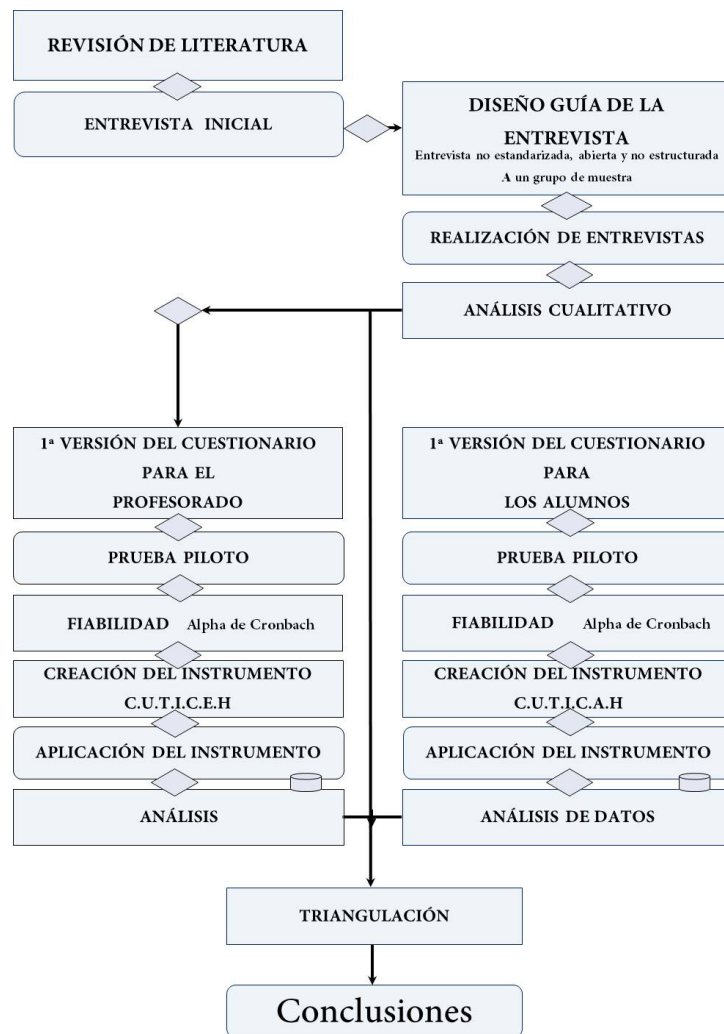 REVISIÓN DE LITERATURA
ENTREVISTA INICIAL
DISEÑO GUÍA DE LA
ENTREVISTA
Entrevista no estandarizada, abierta y no estructurada
A un grupo de muestra
REALIZACIÓN DE ENTREVISTAS
ANÁLISIS CUALITATIVO
1ª VERSIÓN DEL CUESTIONARIO
PARA EL
PROFESORADO
PRUEBA PILOTO
FIABILIDAD Alpha de Cronbach
CREACIÓN DEL INSTRUMENTO
C.U.T.I.C.E.H
APLICACIÓN DEL INSTRUMENTO
ANÁLISIS
1ª VERSIÓN DEL CUESTIONARIO
PARA
LOS ALUMNOS
PRUEBA PILOTO
FIABILIDAD Alpha de Cronbach
CREACIÓN DEL INSTRUMENTO
C.U.T.I.C.A.H
APLICACIÓN DEL INSTRUMENTO
ANÁLISIS DE DATOS
TRIANGULACIÓN
Conclusiones